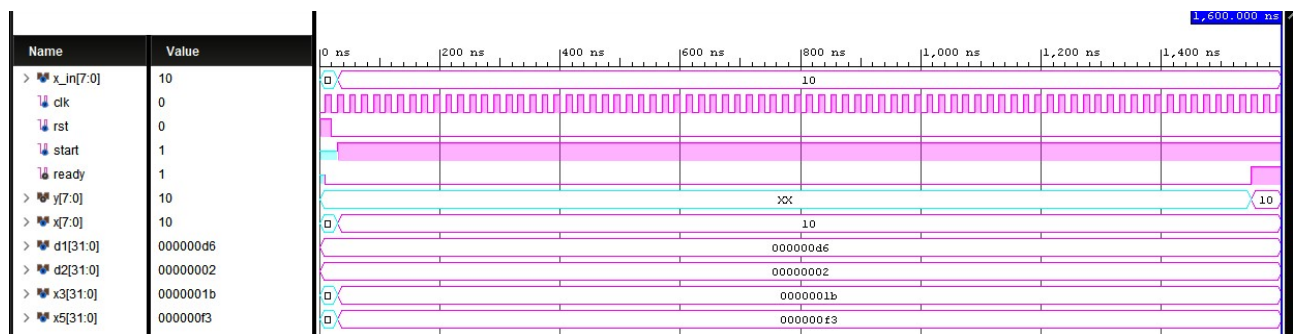 1,600.000 ns
Name Value 0 ns 200 ns 400 ns 600 ns 800 ns 1,000 ns 1,200 ns 1,400 ns
x_in[7:0] 10 10
clk 0
rst 0
start 1
ready 1
y[7:0] 10 XX 10
x[7:0] 10 10
d1[31:0] 000000d6 000000d6
d2[31:0] 00000002 00000002
x3[31:0] 0000001b 0000001b
x5[31:0] 000000f3 000000f3